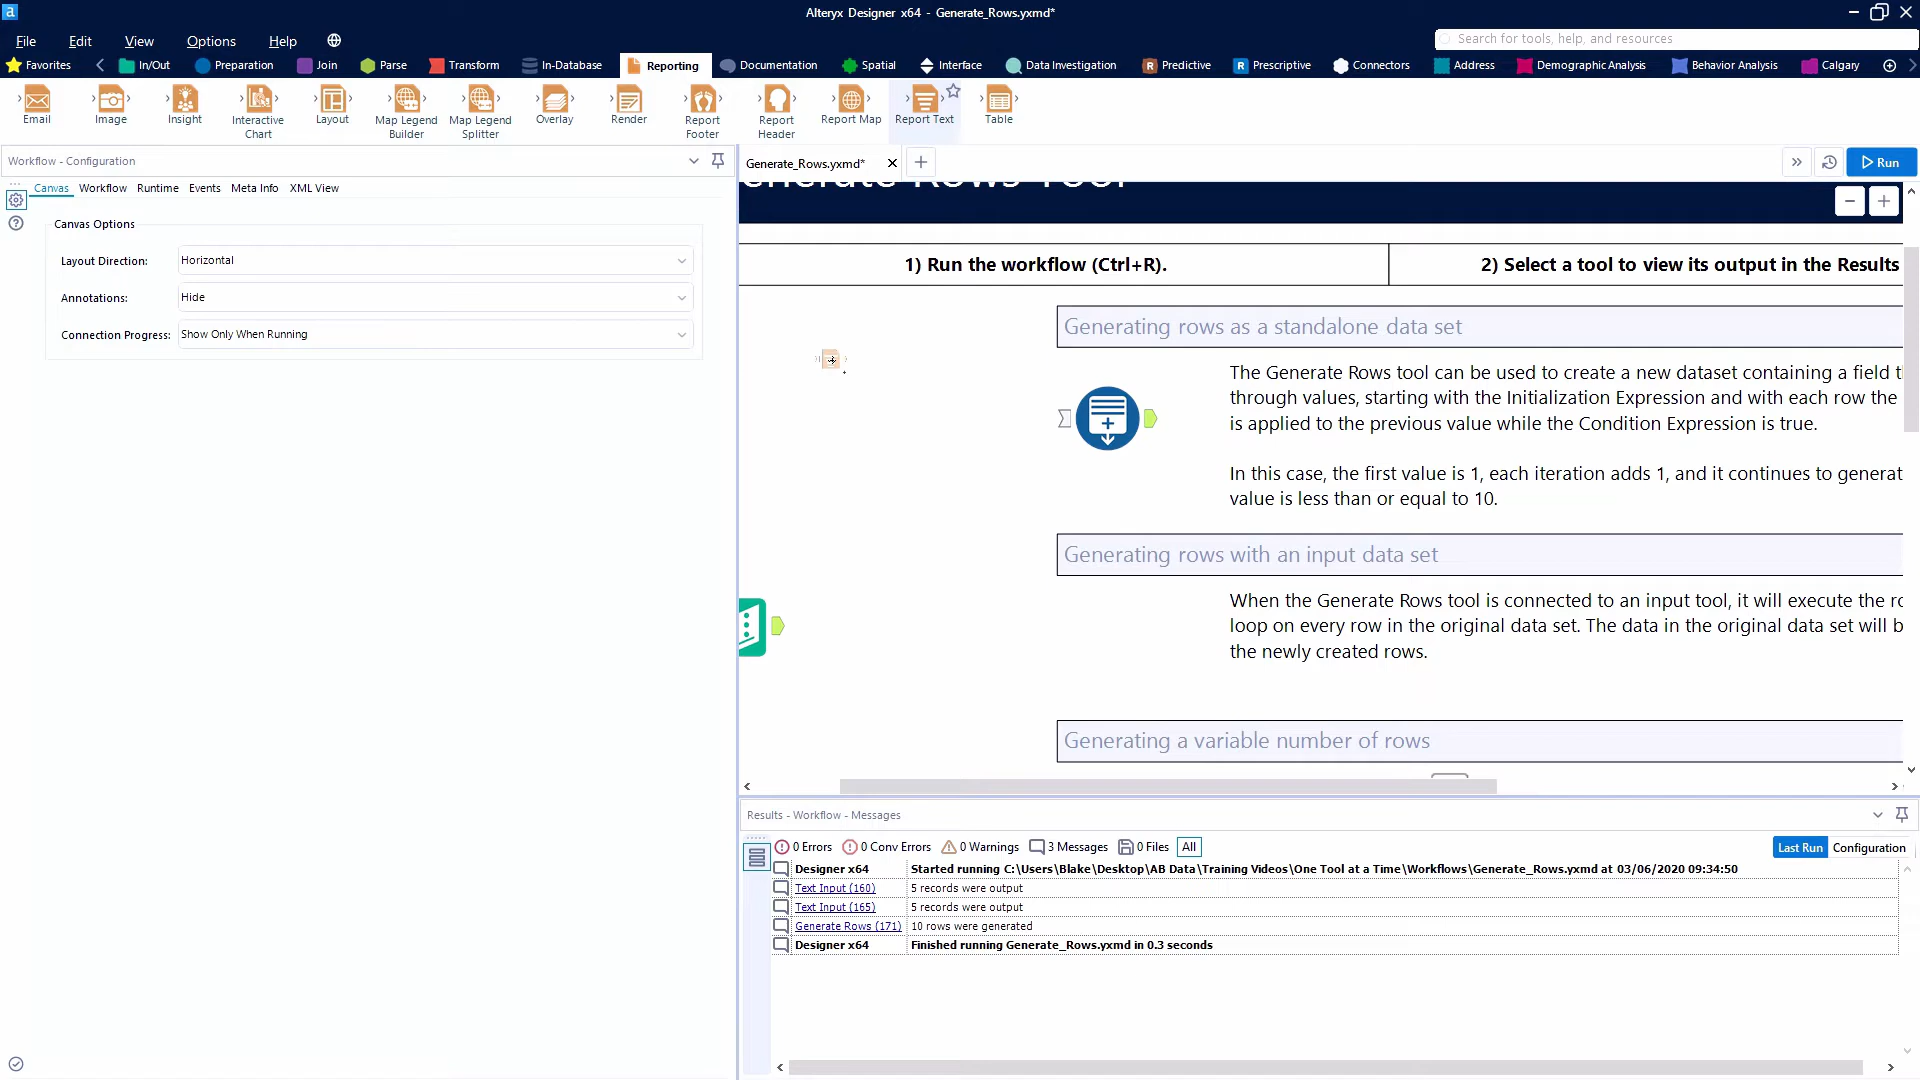 a
Alteryx Designer x64 - Generate_Rows.yxmd*
File
Edit
View
Options
Help
Search for tools, help, and resources
Favorites
In/Out
Preparation
Join
Parse
Transform
In-Database
Reporting
Documentation
Spatial
Interface
Data Investigation
R
Predictive
R
Prescriptive
Connectors
Address
Demographic Analysis
Behavior Analysis
Calgary
Email
Image
Insight
Interactive
Chart
Layout
Map Legend
Builder
Map Legend
Splitter
Overlay
Render
Report
Footer
Report
Header
Report Map
Report Text
Table
Workflow - Configuration
Generate_Rows.yxmd*
Run
Canvas
Workflow
Runtime
Events
Meta Info
XML View
Canvas Options
Layout Direction:
Horizontal
Annotations:
Hide
Connection Progress:
Show Only When Running
enerate Rows Tool
1) Run the workflow (Ctrl+R).
2) Select a tool to view its output in the Results
Generating rows as a standalone data set
The Generate Rows tool can be used to create a new dataset containing a field t
through values, starting with the Initialization Expression and with each row the
is applied to the previous value while the Condition Expression is true.
In this case, the first value is 1, each iteration adds 1, and it continues to generat
value is less than or equal to 10.
Generating rows with an input data set
When the Generate Rows tool is connected to an input tool, it will execute the ro
loop on every row in the original data set. The data in the original data set will b
the newly created rows.
Generating a variable number of rows
Results - Workflow - Messages
0 Errors
0 Conv Errors
0 Warnings
3 Messages
0 Files
All
Last Run
Configuration
Designer x64
Started running C:\Users\Blake\Desktop\AB Data\Training Videos\One Tool at a Time\Workflows\Generate_Rows.yxmd at 03/06/2020 09:34:50
Text Input (160)
5 records were output
Text Input (165)
5 records were output
Generate Rows (171)
10 rows were generated
Designer x64
Finished running Generate_Rows.yxmd in 0.3 seconds